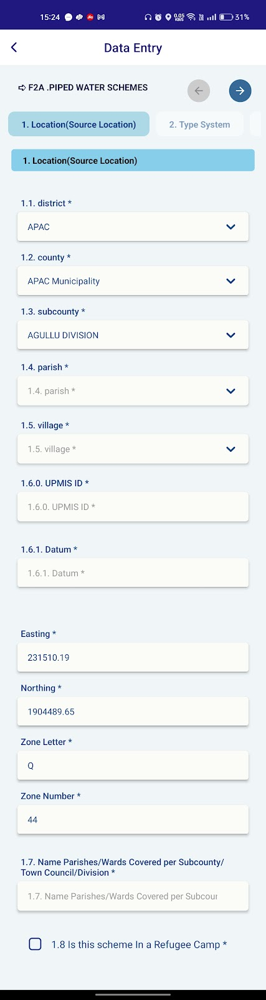 15:24 Jio M 0.05 KB/S 31%
Data Entry
➪ F2A .PIPED WATER SCHEMES
1. Location(Source Location) 2. Type System
1. Location(Source Location)
1.1. district *
APAC
1.2. county *
APAC Municipality
1.3. subcounty *
AGULLU DIVISION
1.4. parish *
1.4. parish *
1.5. village *
1.5. village *
1.6.0. UPMIS ID *
1.6.0. UPMIS ID *
1.6.1. Datum *
1.6.1. Datum *
Easting *
231510.19
Northing *
1904489.65
Zone Letter *
Q
Zone Number *
44
1.7. Name Parishes/Wards Covered per Subcounty/
Town Council/Division *
1.7. Name Parishes/Wards Covered per Subcour
1.8 Is this scheme In a Refugee Camp *